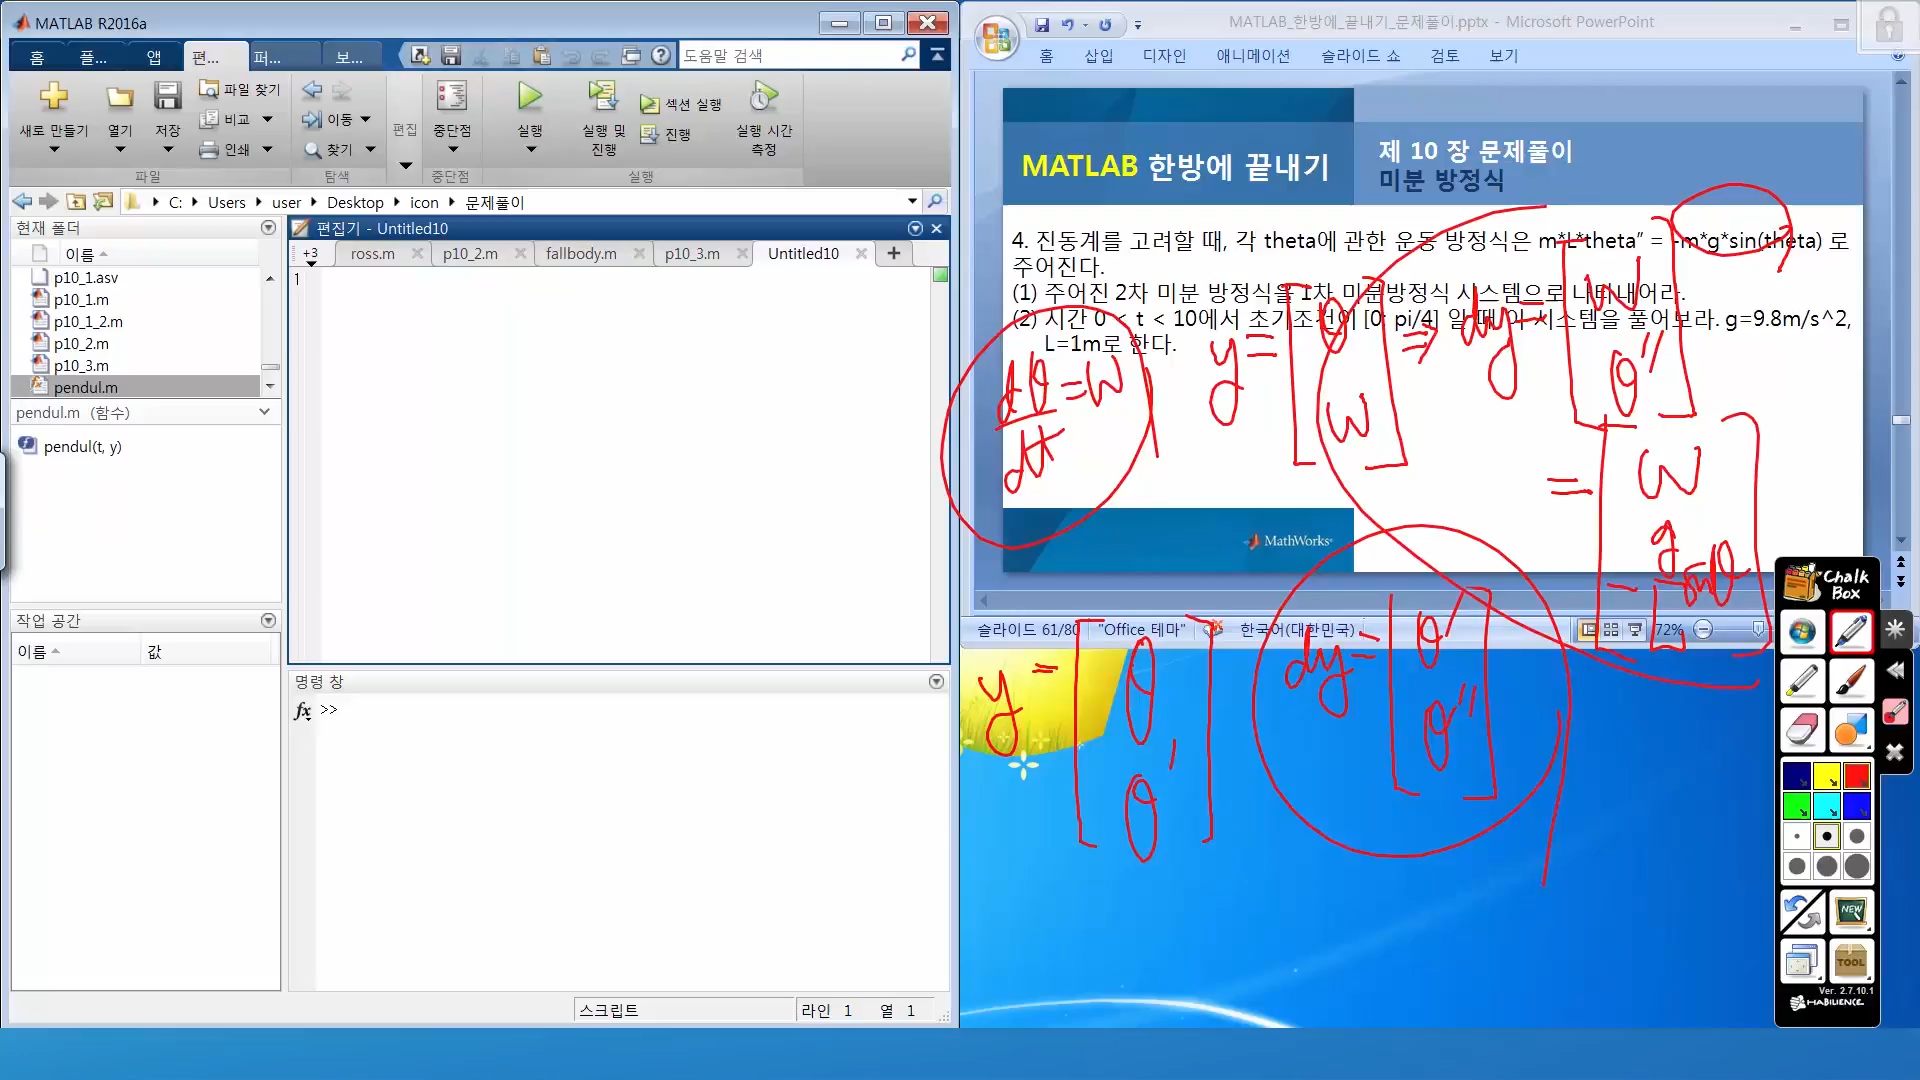 MATLAB R2016a
홈 플... 앱 편... 퍼... 보...
도움말 검색
새로 만들기 열기 저장 파일 찾기 비교 인쇄
이동 찾기
편집 중단점
실행 실행 및 진행 섹션 실행 진행 실행 시간 측정
파일 탐색 중단점 실행
C: Users user Desktop icon 문제풀이
현재 폴더
이름
p10_1.asv
p10_1.m
p10_1_2.m
p10_2.m
p10_3.m
pendul.m
pendul.m (함수)
pendul(t, y)
작업 공간
이름 값
편집기 - Untitled10
+3 ross.m p10_2.m fallbody.m p10_3.m Untitled10
1
명령 창
fx >>
스크립트 라인 1 열 1
MATLAB_한방에_끝내기_문제풀이.pptx - Microsoft PowerPoint
홈 삽입 디자인 애니메이션 슬라이드 쇼 검토 보기
MATLAB 한방에 끝내기
제 10 장 문제풀이
미분 방정식
4. 진동계를 고려할 때, 각 theta에 관한 운동 방정식은 m*L*theta” = -m*g*sin(theta) 로
주어진다.
(1) 주어진 2차 미분 방정식을 1차 미분방정식 시스템으로 나타내어라.
(2) 시간 0 < t < 10에서 초기조건이 [0; pi/4] 일 때 이 시스템을 풀어보라. g=9.8m/s^2,
L=1m로 한다.
dθ/dt = w
y = [θ w] ⇒ dy = [w θ'']
= [w -g/L sinθ]
MathWorks
슬라이드 61/80 "Office 테마" 한국어(대한민국) 72%
y = [θ θ']
dy = [θ' θ'']
Chalk Box
NEW
TOOL
Ver. 2.7.10.1
HABILIENCE